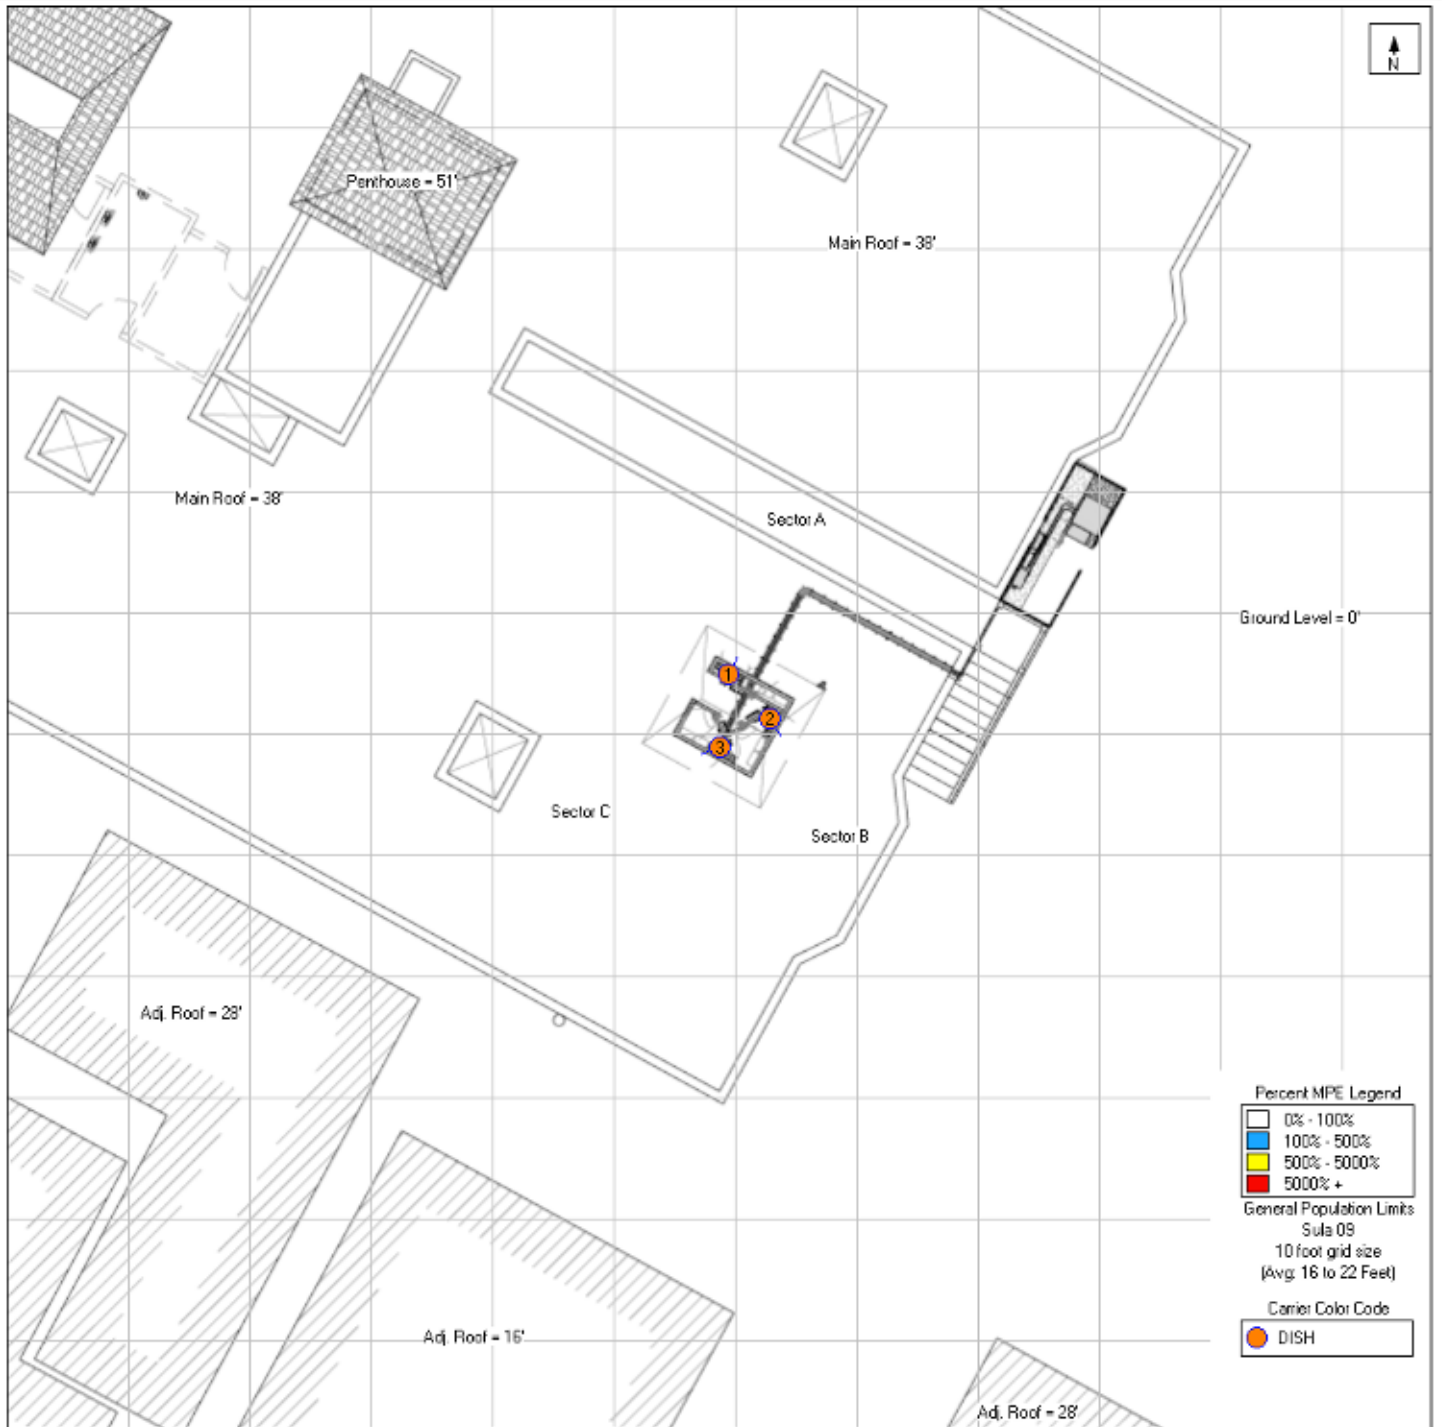 N
Penthouse = 51'
Main Roof = 38'
Main Roof = 38'
Sector A
Ground Level = 0'
1
2
3
Sector C
Sector B
Adj. Roof = 28'
Adj. Roof = 16'
Adj. Roof = 28'
Percent MPE Legend
0% - 100%
100% - 500%
500% - 5000%
5000% +
General Population Limits
Sula 09
10 foot grid size
(Avg: 16 to 22 Feet)
Carrier Color Code
DISH